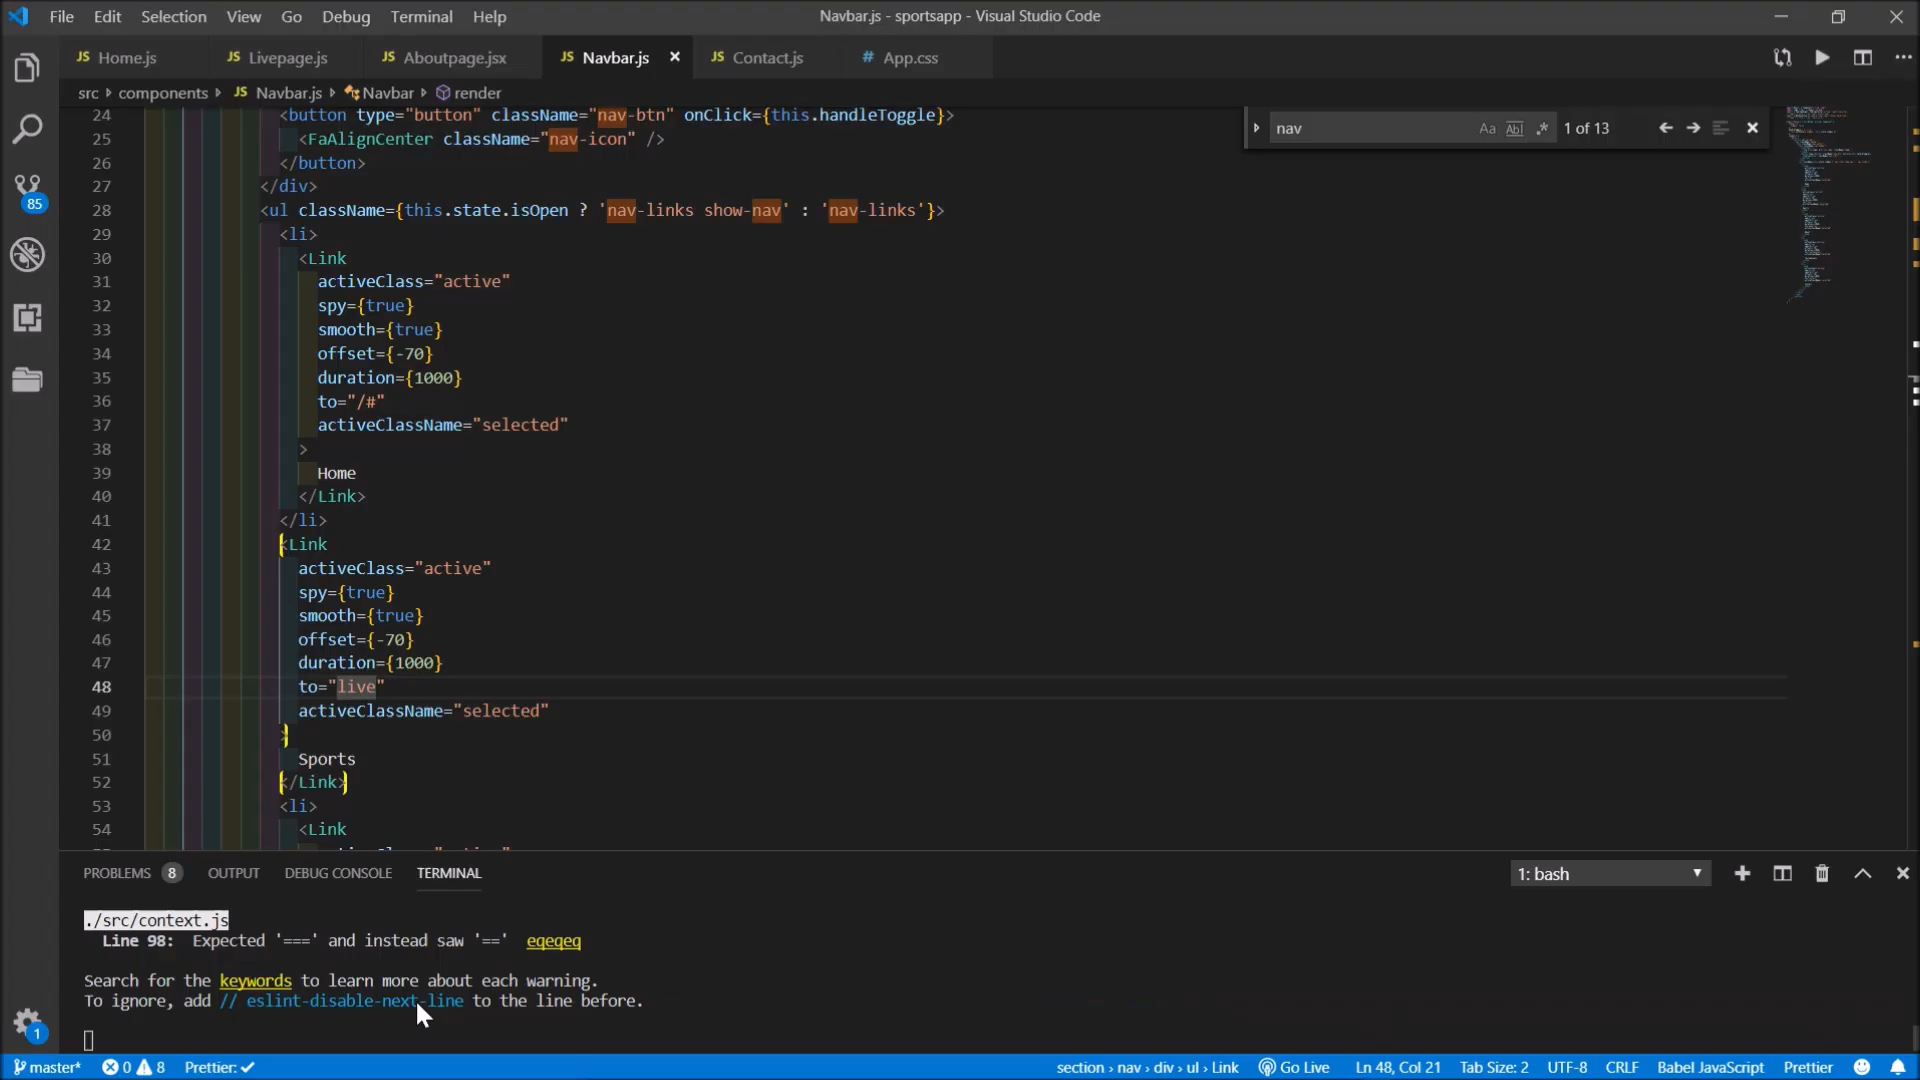 File Edit Selection View Go Debug Terminal Help
Navbar.js - sportsapp - Visual Studio Code
JS Home.js JS Livepage.js JS Aboutpage.jsx JS Navbar.js × JS Contact.js # App.css
src › components › JS Navbar.js › Navbar › render
nav Aa Abl .* 1 of 13
24 <button type="button" className="nav-btn" onClick={this.handleToggle}>
25 <FaAlignCenter className="nav-icon" />
26 </button>
27 </div>
28 <ul className={this.state.isOpen ? 'nav-links show-nav' : 'nav-links'}>
29 <li>
30 <Link
31 activeClass="active"
32 spy={true}
33 smooth={true}
34 offset={-70}
35 duration={1000}
36 to="/#"
37 activeClassName="selected"
38 >
39 Home
40 </Link>
41 </li>
42 <Link
43 activeClass="active"
44 spy={true}
45 smooth={true}
46 offset={-70}
47 duration={1000}
48 to="live"
49 activeClassName="selected"
50 >
51 Sports
52 </Link>
53 <li>
54 <Link
85
PROBLEMS 8 OUTPUT DEBUG CONSOLE TERMINAL 1: bash
./src/context.js
Line 98: Expected '===' and instead saw '==' eqeqeq
Search for the keywords to learn more about each warning.
To ignore, add // eslint-disable-next-line to the line before.
1
master* 0 8 Prettier: ✓ section › nav › div › ul › Link Go Live Ln 48, Col 21 Tab Size: 2 UTF-8 CRLF Babel JavaScript Prettier